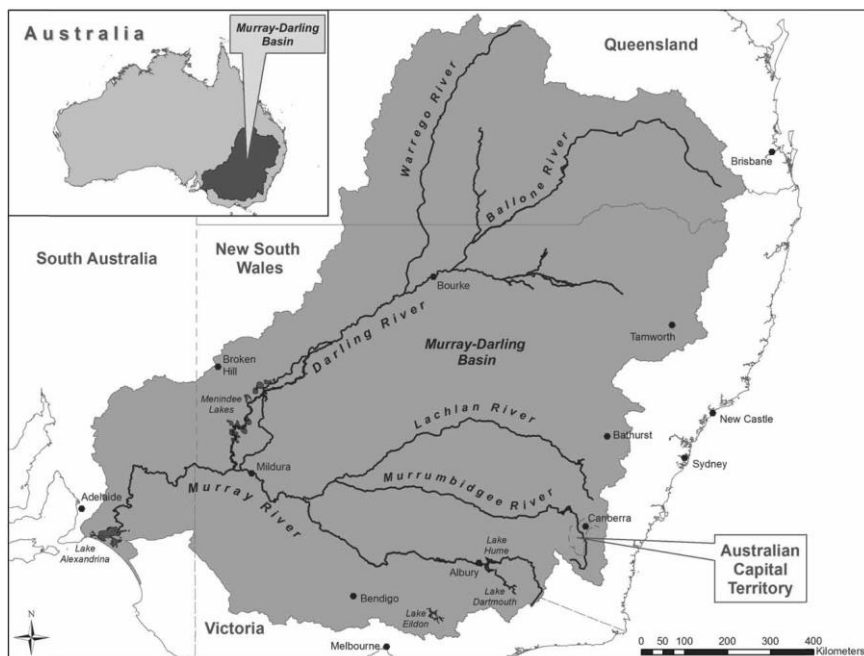 Australia
Murray-Darling
Basin
Queensland
Warrego River
Ballone River
Brisbane
South Australia
New South
Wales
Bourke
Darling River
Tamworth
Murray-Darling
Basin
Broken
Hill
Menindee
Lakes
Lachlan River
New Castle
Bathurst
Sydney
Mildura
Murrumbidgee River
Murray River
Adelaide
Canberra
Lake
Alexandrina
Lake
Hume
Albury
Australian
Capital
Territory
Lake
Dartmouth
Bendigo
Lake
Eildon
Victoria
Melbourne
N
0 50 100 200 300 400
Kilometers